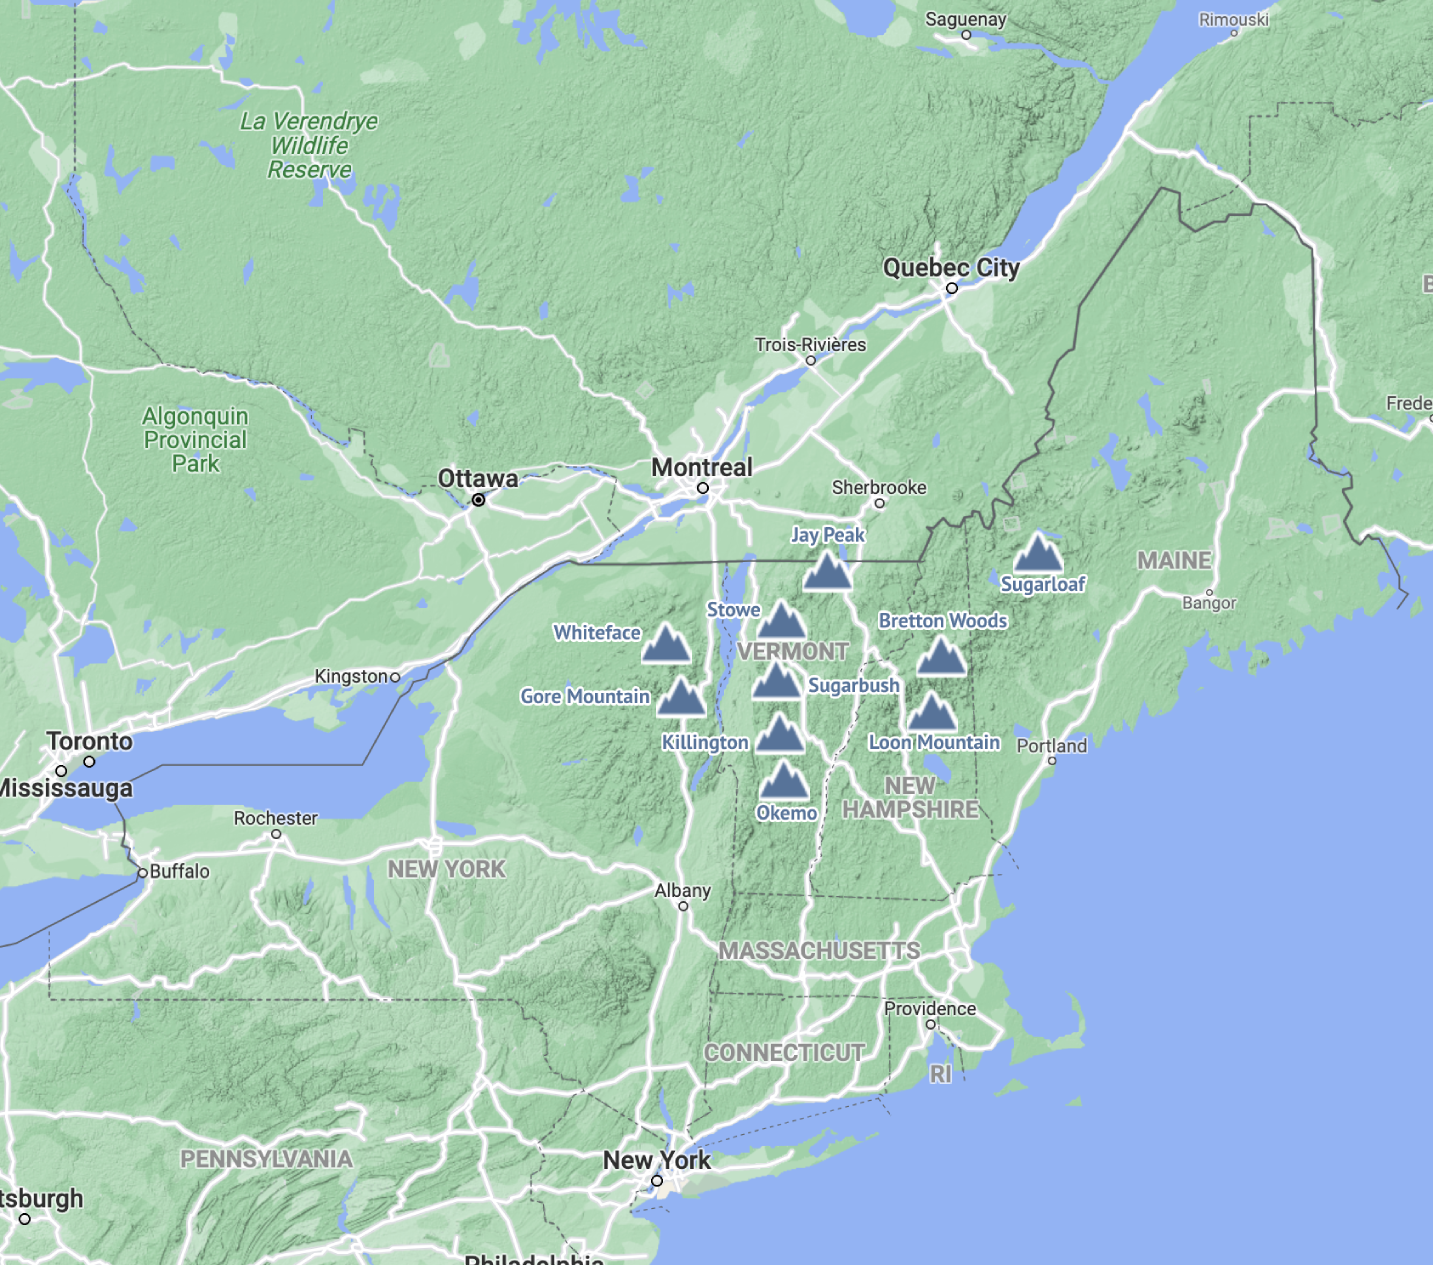 Saguenay
Rimouski
La Verendrye
Wildlife
Reserve
Quebec City
Trois-Rivières
Algonquin
Provincial
Park
Frede
Ottawa
Montreal
Sherbrooke
Jay Peak
MAINE
Sugarloaf
Bangor
Stowe
Bretton Woods
Whiteface
VERMONT
Kingston
Sugarbush
Gore Mountain
Killington
Loon Mountain
Portland
Toronto
Mississauga
NEW
HAMPSHIRE
Okemo
Rochester
Buffalo
NEW YORK
Albany
MASSACHUSETTS
Providence
CONNECTICUT
RI
PENNSYLVANIA
New York
tsburgh
Philadelphia